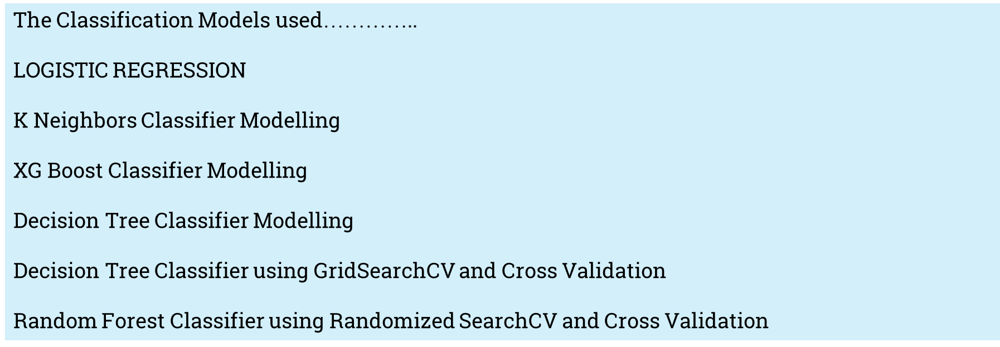 The Classification Models used…………..
LOGISTIC REGRESSION
K Neighbors Classifier Modelling
XG Boost Classifier Modelling
Decision Tree Classifier Modelling
Decision Tree Classifier using GridSearchCV and Cross Validation
Random Forest Classifier using Randomized SearchCV and Cross Validation